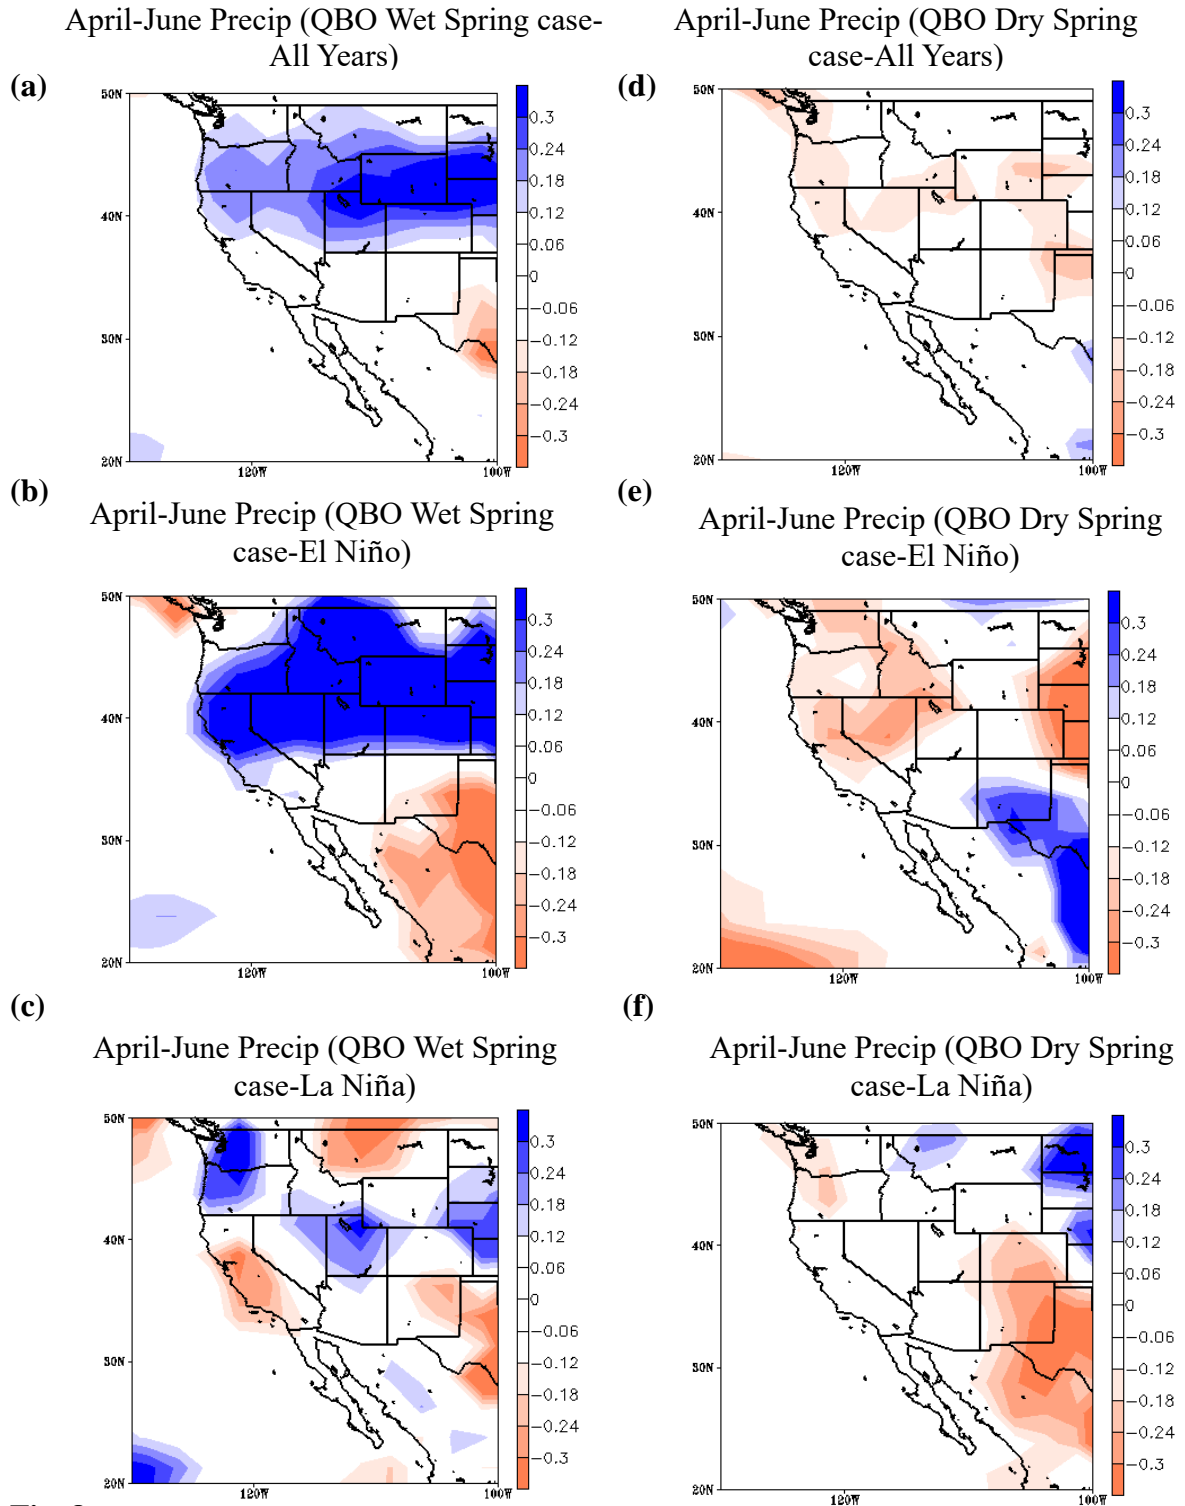 April-June Precip (QBO Wet Spring case-
All Years)
(a)
50N
40N
30N
20N
120W
100W
0.3
0.24
0.18
0.12
0.06
0
-0.06
-0.12
-0.18
-0.24
-0.3
April-June Precip (QBO Dry Spring
case-All Years)
(d)
50N
40N
30N
20N
120W
100W
0.3
0.24
0.18
0.12
0.06
0
-0.06
-0.12
-0.18
-0.24
-0.3
(b)
April-June Precip (QBO Wet Spring
case-El Niño)
50N
40N
30N
20N
120W
100W
0.3
0.24
0.18
0.12
0.06
0
-0.06
-0.12
-0.18
-0.24
-0.3
(e)
April-June Precip (QBO Dry Spring
case-El Niño)
50N
40N
30N
20N
120W
100W
0.3
0.24
0.18
0.12
0.06
0
-0.06
-0.12
-0.18
-0.24
-0.3
(c)
April-June Precip (QBO Wet Spring
case-La Niña)
50N
40N
30N
20N
120W
100W
0.3
0.24
0.18
0.12
0.06
0
-0.06
-0.12
-0.18
-0.24
-0.3
(f)
April-June Precip (QBO Dry Spring
case-La Niña)
50N
40N
30N
20N
120W
100W
0.3
0.24
0.18
0.12
0.06
0
-0.06
-0.12
-0.18
-0.24
-0.3